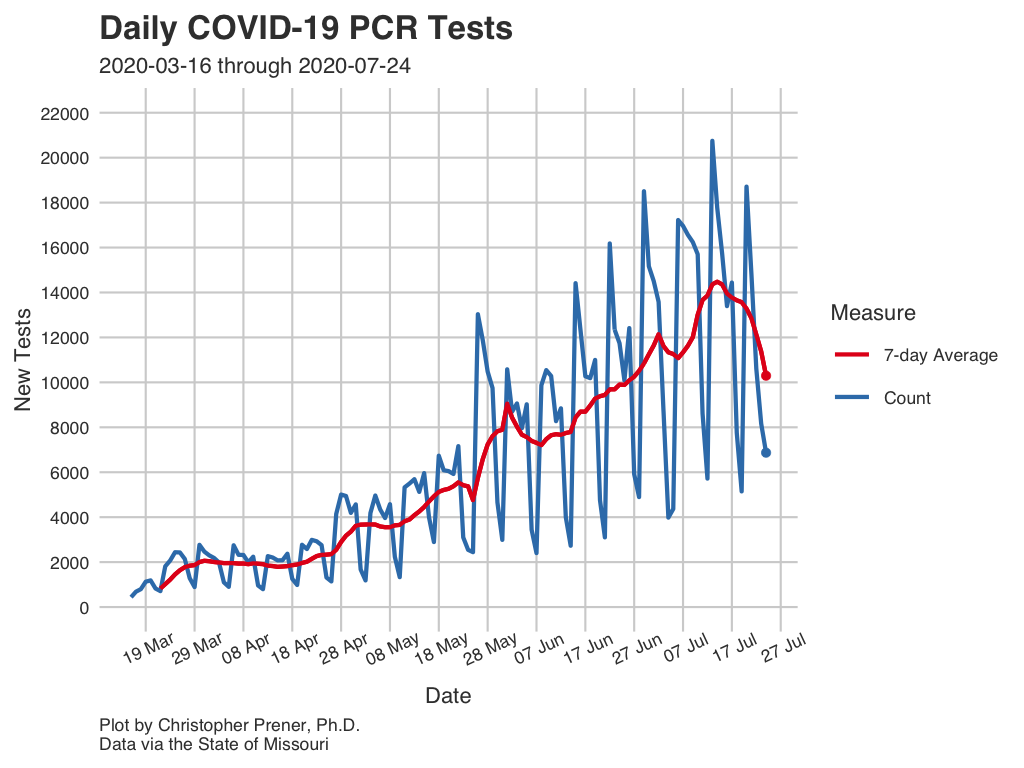 Daily COVID-19 PCR Tests
2020-03-16 through 2020-07-24
22000
20000
18000
16000
14000
12000
10000
8000
6000
4000
2000
0
New Tests
19 Mar
29 Mar
08 Apr
18 Apr
28 Apr
08 May
18 May
28 May
07 Jun
17 Jun
27 Jun
07 Jul
17 Jul
27 Jul
Date
Measure
7-day Average
Count
Plot by Christopher Prener, Ph.D.
Data via the State of Missouri